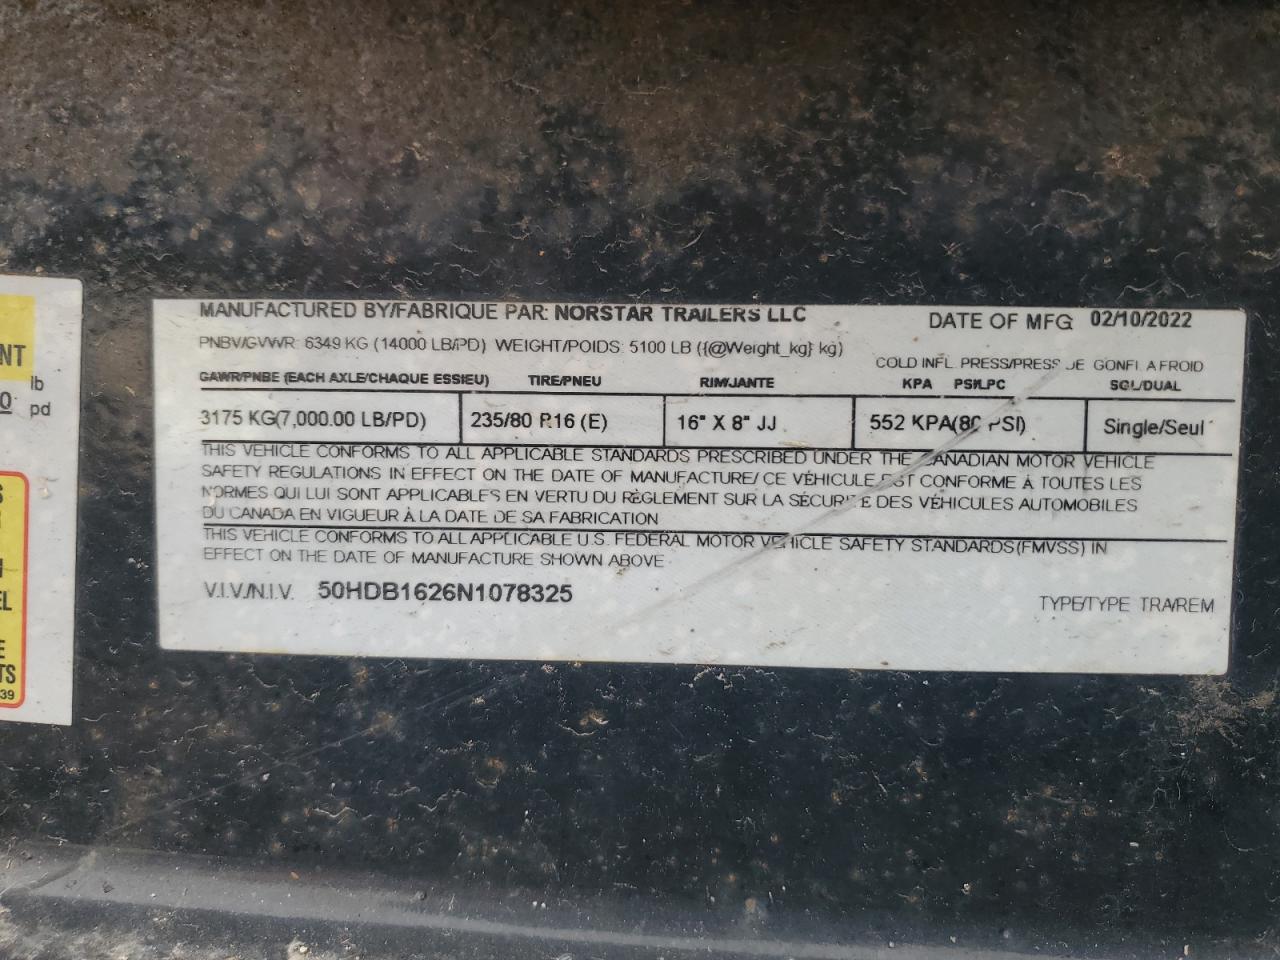 MANUFACTURED BY/FABRIQUE PAR: NORSTAR TRAILERS LLC
DATE OF MFG 02/10/2022
PNBV/GVWR: 6349 KG (14000 LB/PD) WEIGHT/POIDS: 5100 LB ({@Weight_kg} kg)
COLD INFL PRESS/PRESS DE GONFL A FROID
GAWR/PNBE (EACH AXLE/CHAQUE ESSIEU) TIRE/PNEU RIM/JANTE KPA PSI/LPC SGL/DUAL
3175 KG(7,000.00 LB/PD) 235/80 R16 (E) 16" X 8" JJ 552 KPA(80 PSI) Single/Seul
THIS VEHICLE CONFORMS TO ALL APPLICABLE STANDARDS PRESCRIBED UNDER THE CANADIAN MOTOR VEHICLE
SAFETY REGULATIONS IN EFFECT ON THE DATE OF MANUFACTURE/ CE VÉHICULE EST CONFORME À TOUTES LES
NORMES QUI LUI SONT APPLICABLES EN VERTU DU RÈGLEMENT SUR LA SÉCURITÉ DES VÉHICULES AUTOMOBILES
DU CANADA EN VIGUEUR À LA DATE DE SA FABRICATION
THIS VEHICLE CONFORMS TO ALL APPLICABLE U.S. FEDERAL MOTOR VEHICLE SAFETY STANDARDS(FMVSS) IN
EFFECT ON THE DATE OF MANUFACTURE SHOWN ABOVE
V.I.V./N.I.V. 50HDB1626N1078325
TYPE/TYPE TRA/REM
lb
pd
39